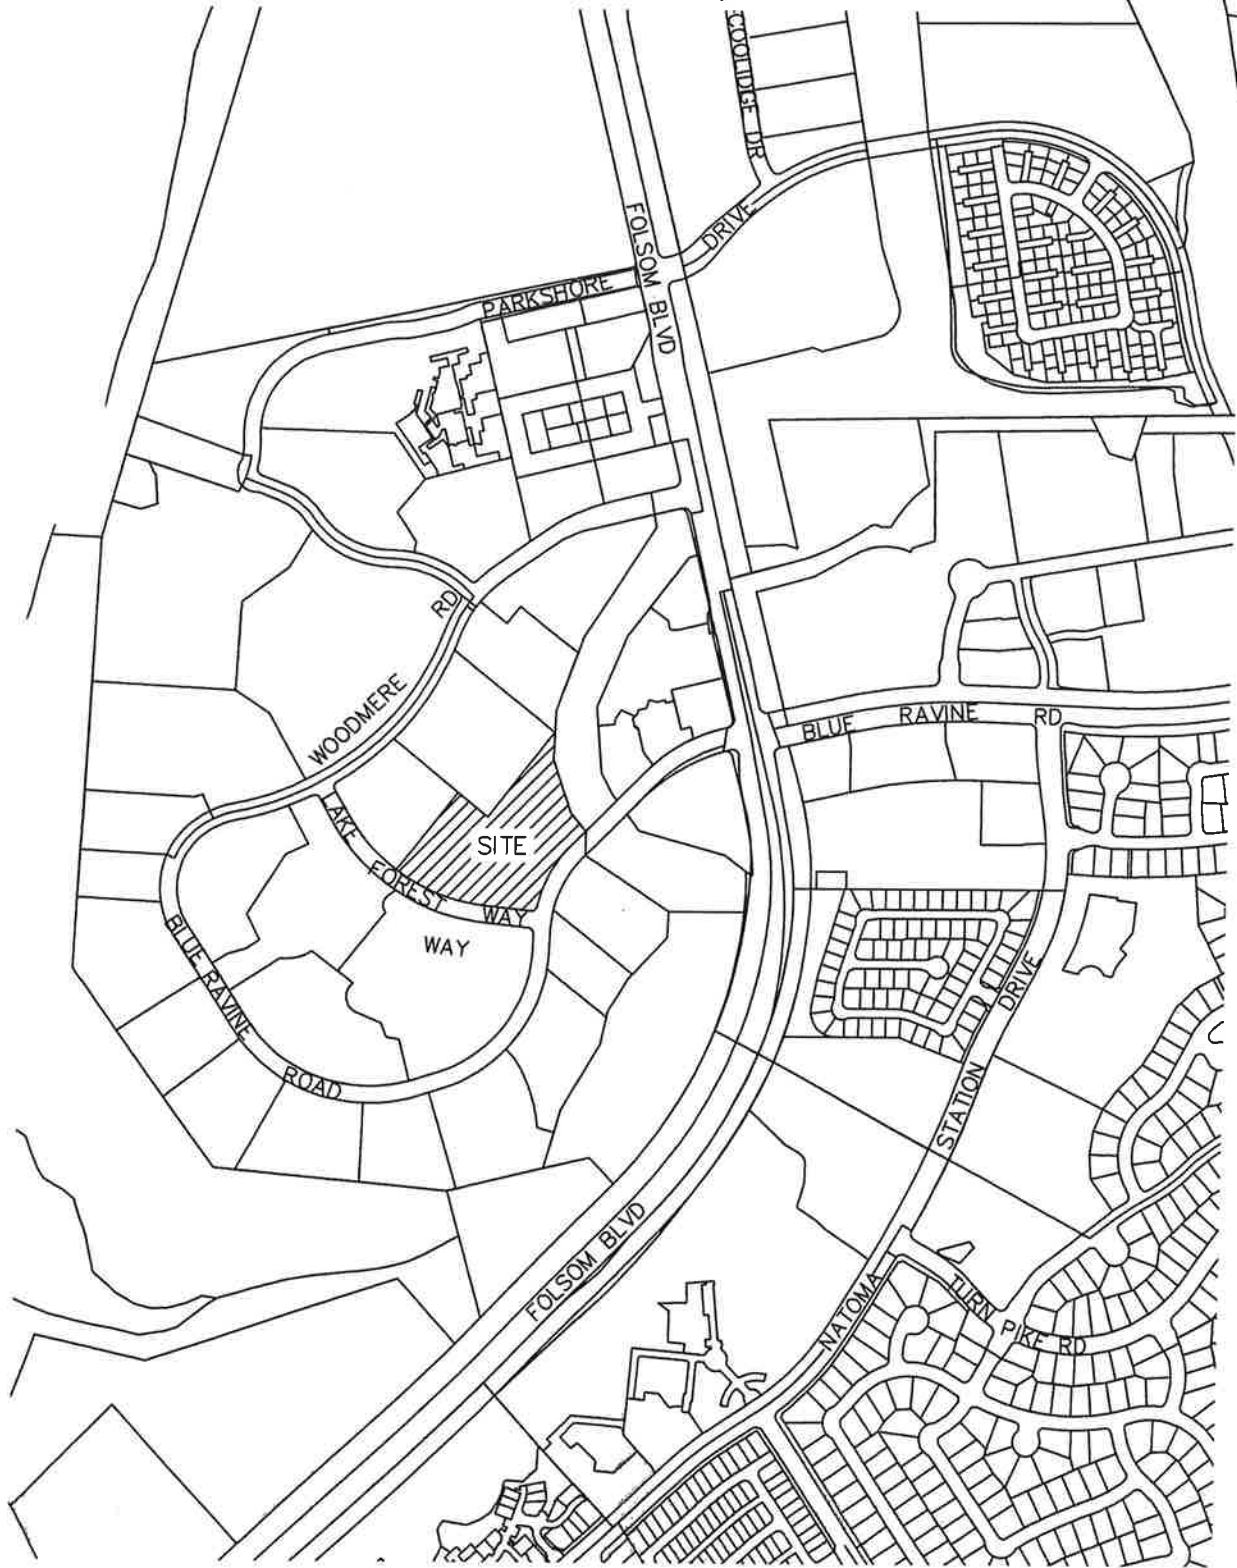 COOLIDGE DR
FOLSOM BLVD
DRIVE
PARKSHORE
RD
WOODMERE
BLUE RAVINE RD
LAKE FOREST WAY
SITE
WAY
BLUE RAVINE ROAD
STATION DRIVE
FOLSOM BLVD
NATOMA
TURN PIKE RD